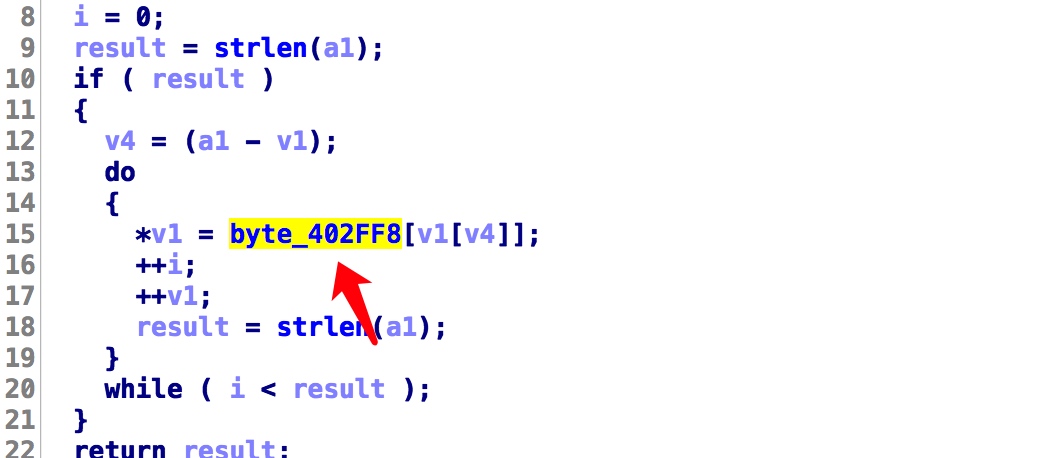 8 i = 0;
9 result = strlen(a1);
10 if ( result )
11 {
12 v4 = (a1 - v1);
13 do
14 {
15 *v1 = byte_402FF8[v1[v4]];
16 ++i;
17 ++v1;
18 result = strlen(a1);
19 }
20 while ( i < result );
21 }
22 return result;